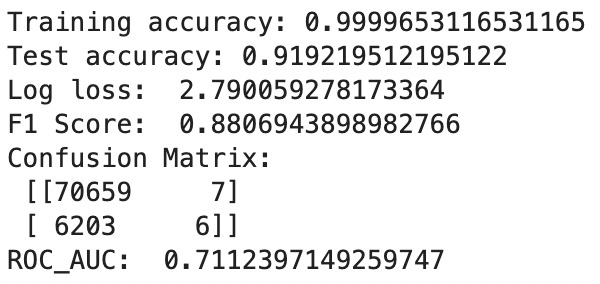 Training accuracy: 0.9999653116531165
Test accuracy: 0.919219512195122
Log loss:  2.790059278173364
F1 Score:  0.8806943898982766
Confusion Matrix:
[[70659     7]
[ 6203     6]]
ROC_AUC:  0.7112397149259747